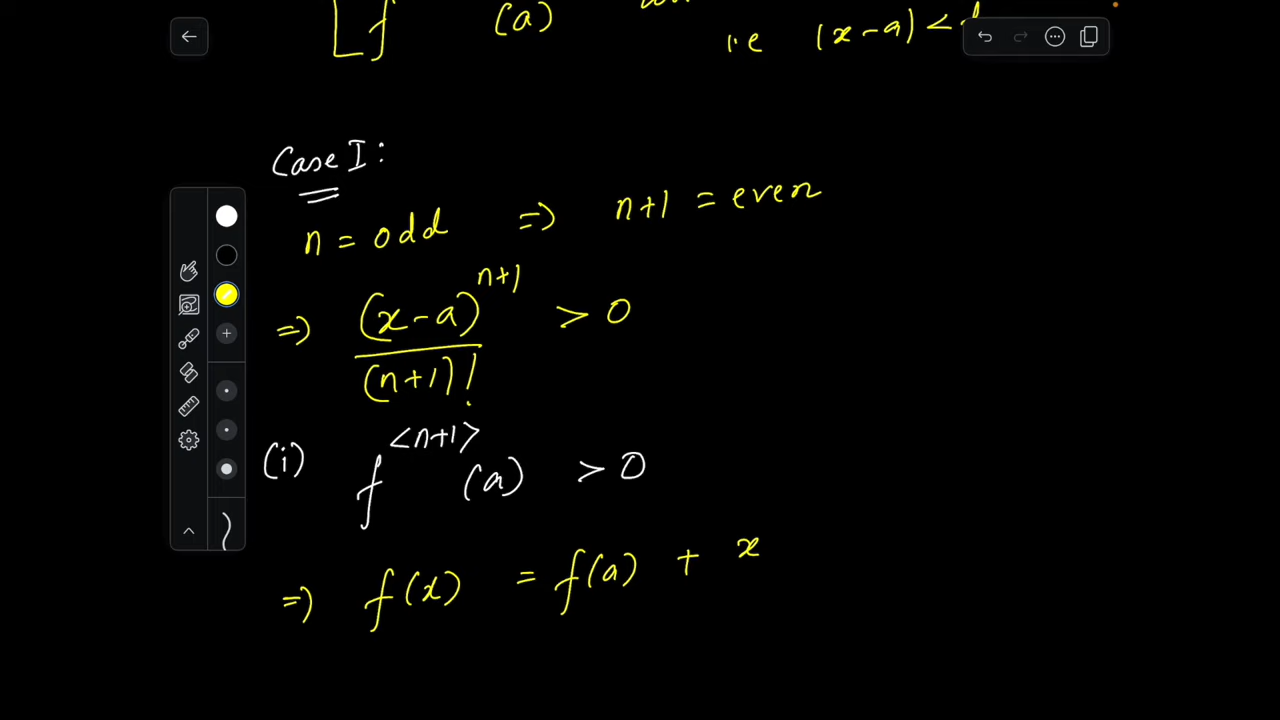 [f (a)
i.e (x-a) <
Case I:
n = odd => n+1 = even
=> (x-a)^{n+1} / (n+1)! > 0
(i) f^{<n+1>} (a) > 0
=> f(x) = f(a) + x